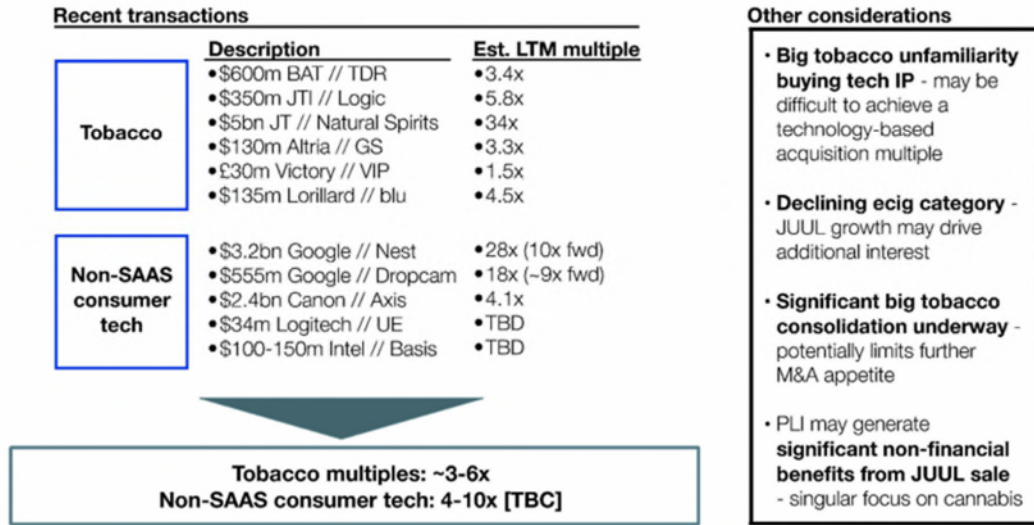 Recent transactions
Description
Est. LTM multiple
Tobacco
•$600m BAT // TDR
•3.4x
•$350m JTI // Logic
•5.8x
•$5bn JT // Natural Spirits
•34x
•$130m Altria // GS
•3.3x
•£30m Victory // VIP
•1.5x
•$135m Lorillard // blu
•4.5x
Non-SAAS
consumer
tech
•$3.2bn Google // Nest
•28x (10x fwd)
•$555m Google // Dropcam
•18x (~9x fwd)
•$2.4bn Canon // Axis
•4.1x
•$34m Logitech // UE
•TBD
•$100-150m Intel // Basis
•TBD
Tobacco multiples: ~3-6x
Non-SAAS consumer tech: 4-10x [TBC]
Other considerations
• Big tobacco unfamiliarity
buying tech IP - may be
difficult to achieve a
technology-based
acquisition multiple
• Declining ecig category -
JUUL growth may drive
additional interest
• Significant big tobacco
consolidation underway -
potentially limits further
M&A appetite
• PLI may generate
significant non-financial
benefits from JUUL sale
- singular focus on cannabis